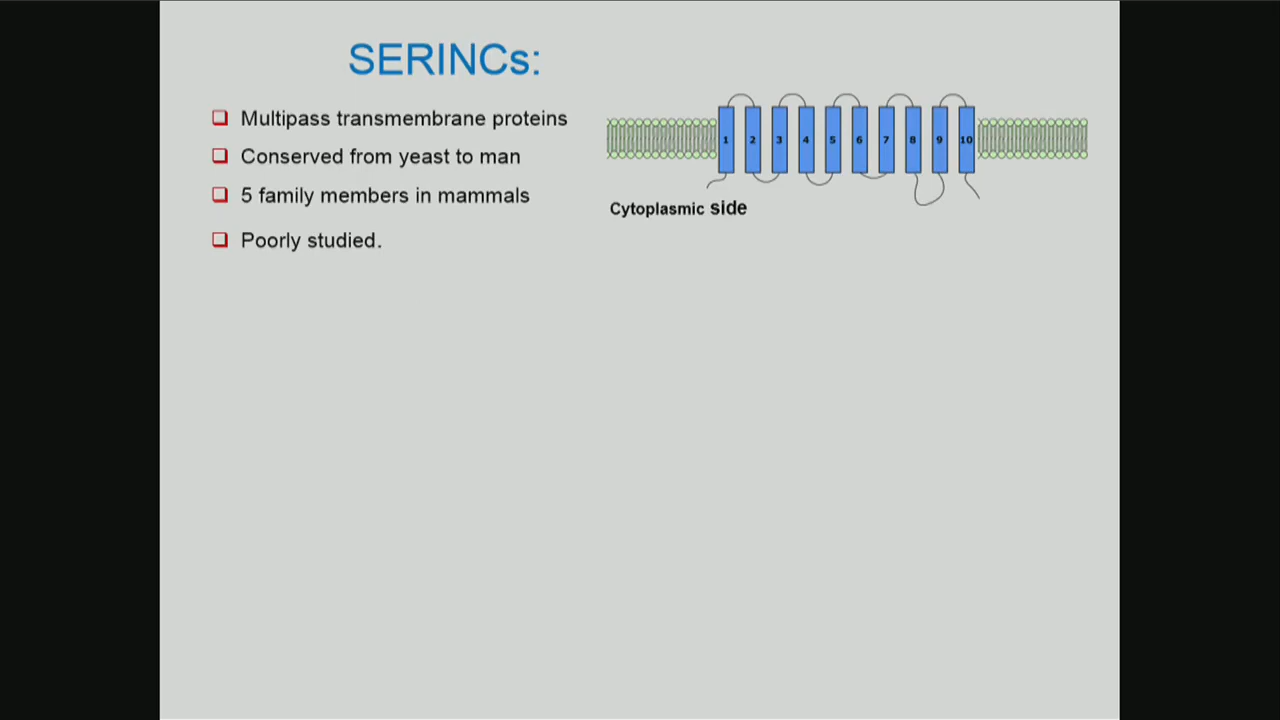 SERINCs:
Multipass transmembrane proteins
Conserved from yeast to man
5 family members in mammals
Poorly studied.
1 2 3 4 5 6 7 8 9 10
Cytoplasmic side